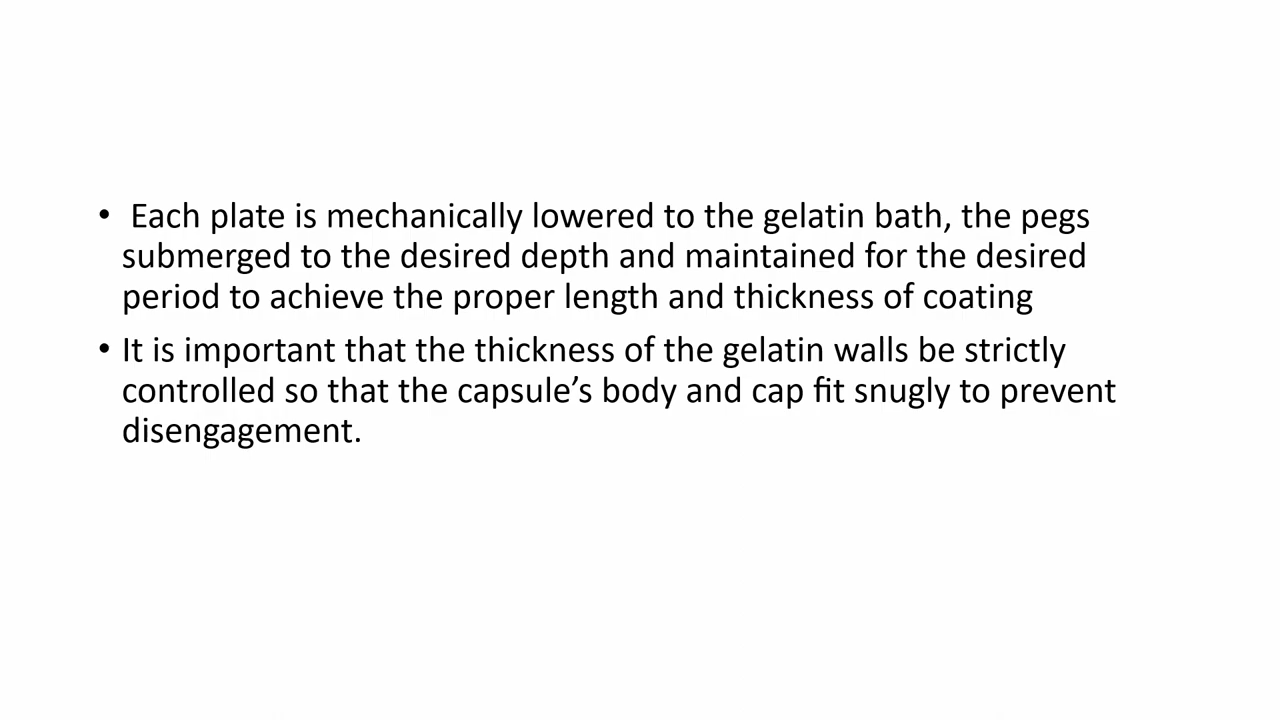 • Each plate is mechanically lowered to the gelatin bath, the pegs
submerged to the desired depth and maintained for the desired
period to achieve the proper length and thickness of coating
• It is important that the thickness of the gelatin walls be strictly
controlled so that the capsule’s body and cap fit snugly to prevent
disengagement.